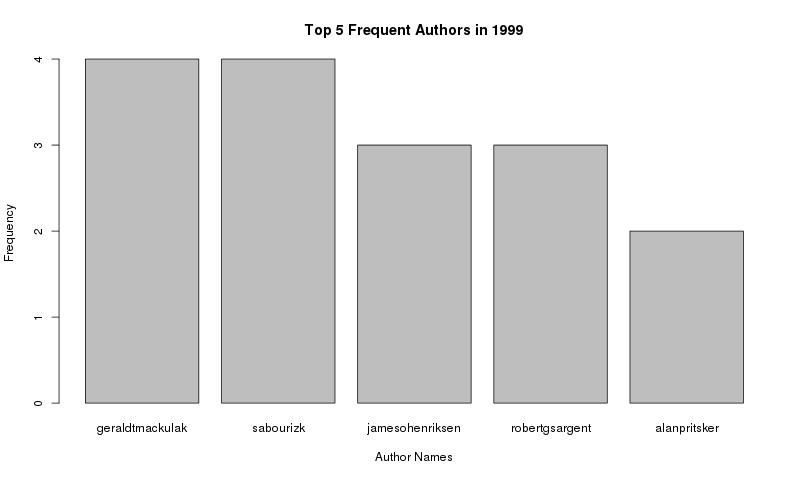 Top 5 Frequent Authors in 1999
4
3
2
1
0
Frequency
geraldtmackulak sabourizk jamesohenriksen robertgsargent alanpritsker
Author Names